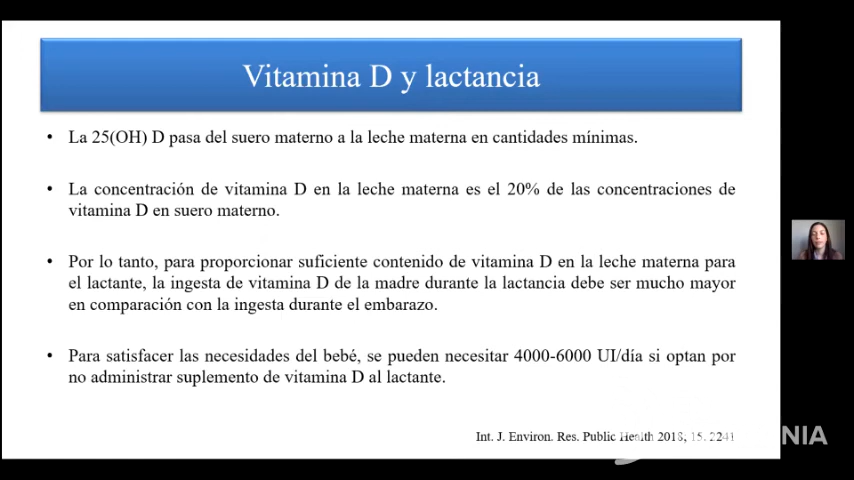 Vitamina D y lactancia
• La 25(OH) D pasa del suero materno a la leche materna en cantidades mínimas.
• La concentración de vitamina D en la leche materna es el 20% de las concentraciones de
vitamina D en suero materno.
• Por lo tanto, para proporcionar suficiente contenido de vitamina D en la leche materna para
el lactante, la ingesta de vitamina D de la madre durante la lactancia debe ser mucho mayor
en comparación con la ingesta durante el embarazo.
• Para satisfacer las necesidades del bebé, se pueden necesitar 4000-6000 UI/día si optan por
no administrar suplemento de vitamina D al lactante.
Int. J. Environ. Res. Public Health 2018, 15, 2241
NIA